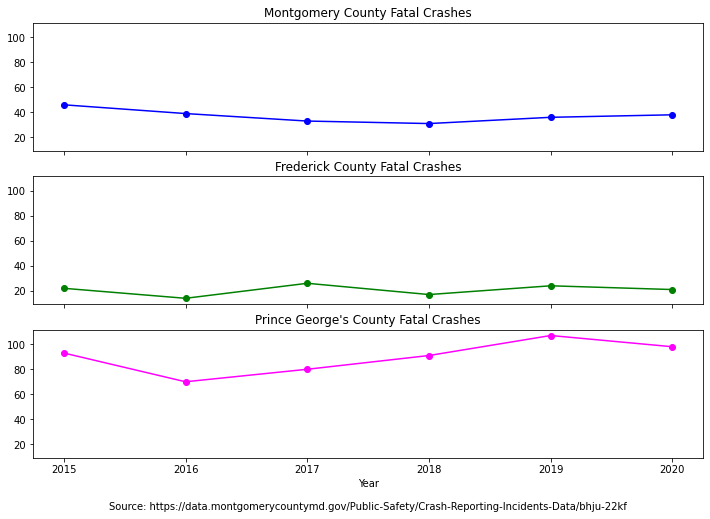 Montgomery County Fatal Crashes
100
80
60
40
20
Frederick County Fatal Crashes
100
80
60
40
20
Prince George's County Fatal Crashes
100
80
60
40
20
2015 2016 2017 2018 2019 2020
Year
Source: https://data.montgomerycountymd.gov/Public-Safety/Crash-Reporting-Incidents-Data/bhju-22kf